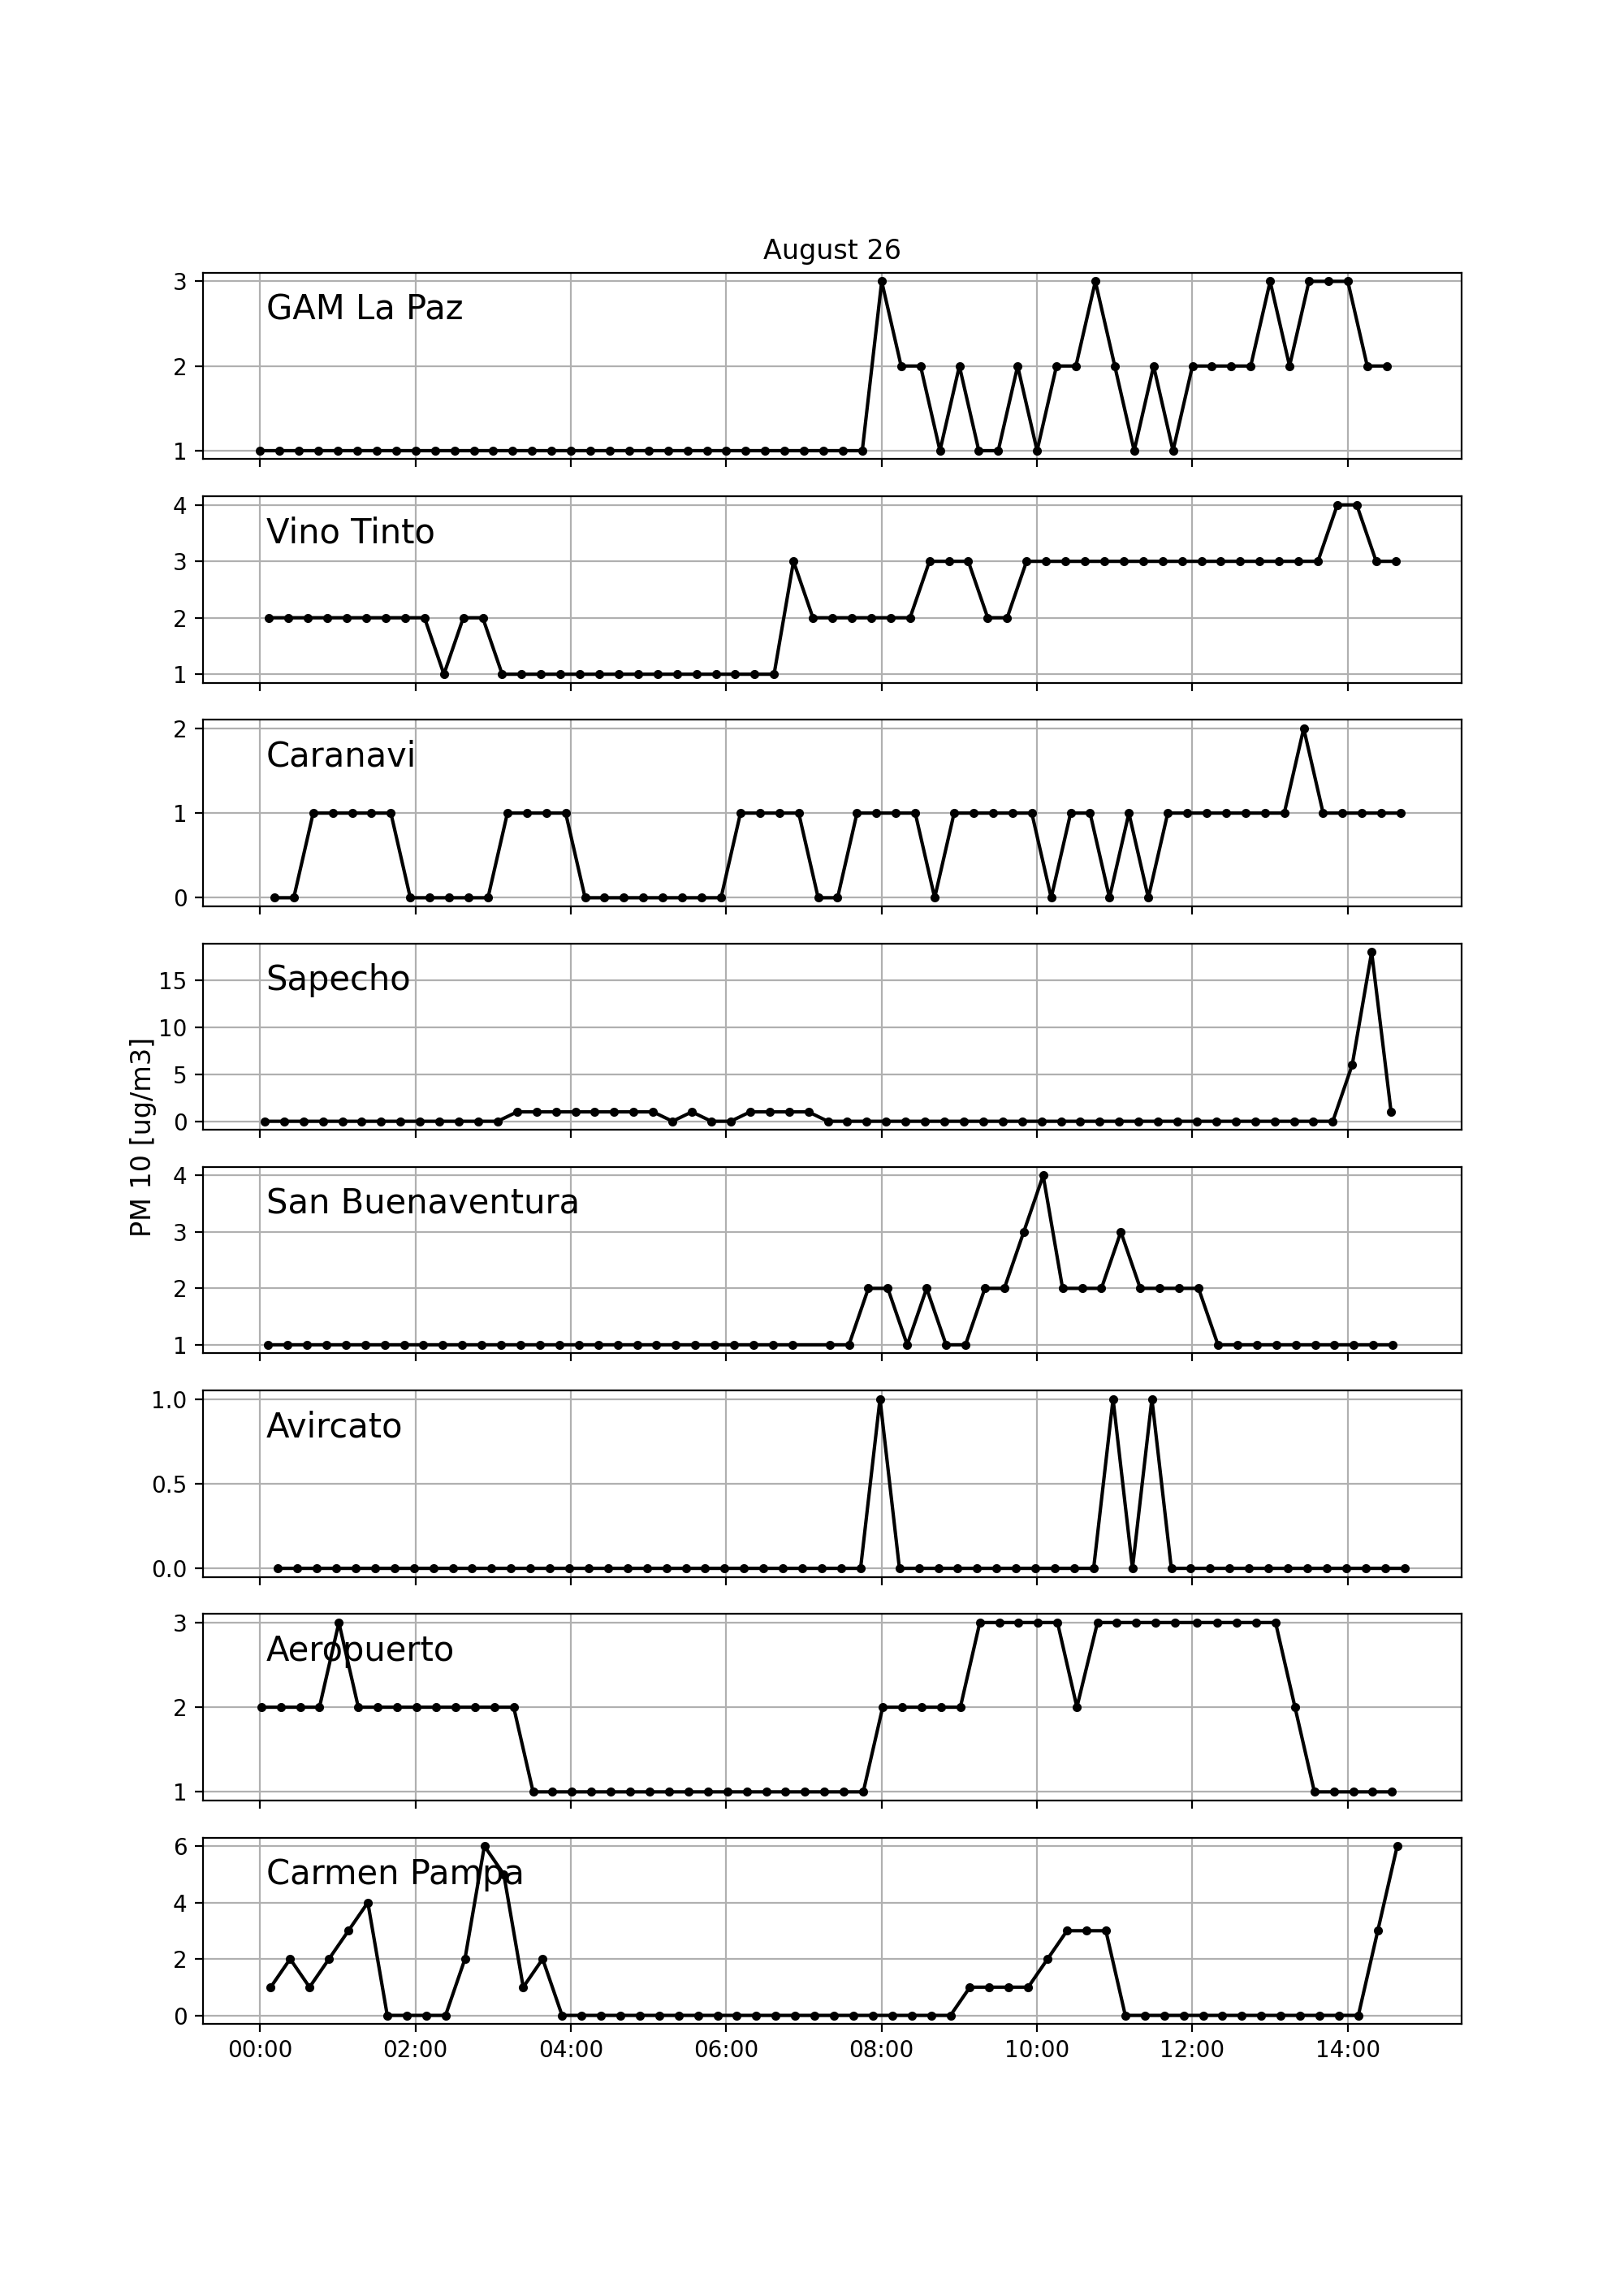 August 26
3
GAM La Paz
2
1
4
Vino Tinto
3
2
1
2
Caranavi
1
0
15
Sapecho
10
5
0
PM 10 [ug/m3]
4
San Buenaventura
3
2
1
1.0
Avircato
0.5
0.0
3
Aeropuerto
2
1
6
Carmen Pampa
4
2
0
00:00 02:00 04:00 06:00 08:00 10:00 12:00 14:00